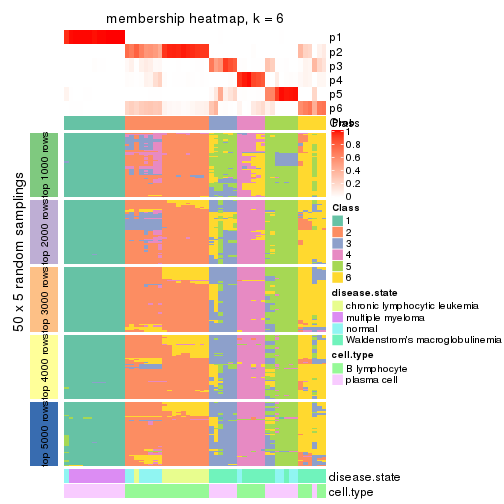 membership heatmap, k = 6
p1
p2
p3
p4
p5
p6
Class
Prob
1
0.8
0.6
0.4
0.2
0
Class
1
2
3
4
5
6
disease.state
chronic lymphocytic leukemia
multiple myeloma
normal
Waldenstrom's macroglobulinemia
cell.type
B lymphocyte
plasma cell
50 x 5 random samplings
top 1000 rows
top 2000 rows
top 3000 rows
top 4000 rows
top 5000 rows
disease.state
cell.type